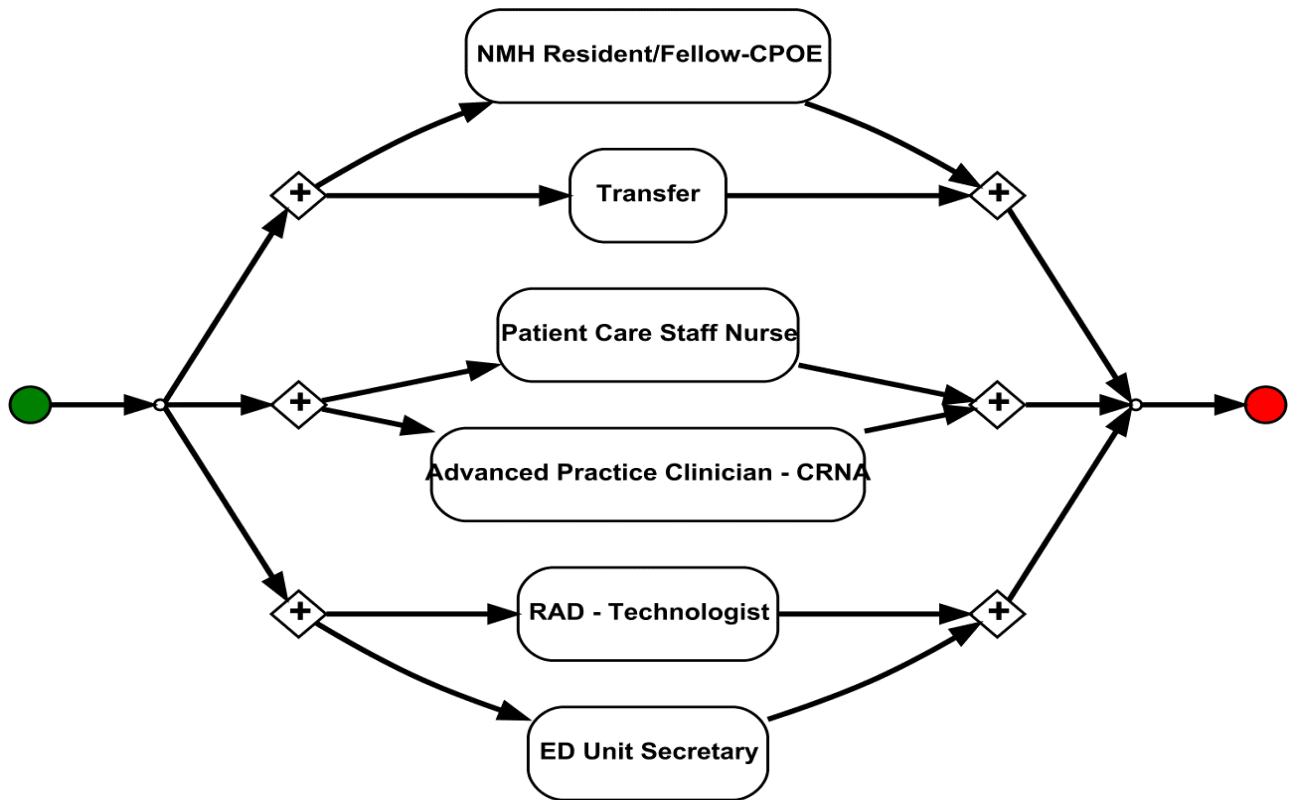 NMH Resident/Fellow-CPOE
Transfer
Patient Care Staff Nurse
Advanced Practice Clinician - CRNA
RAD - Technologist
ED Unit Secretary